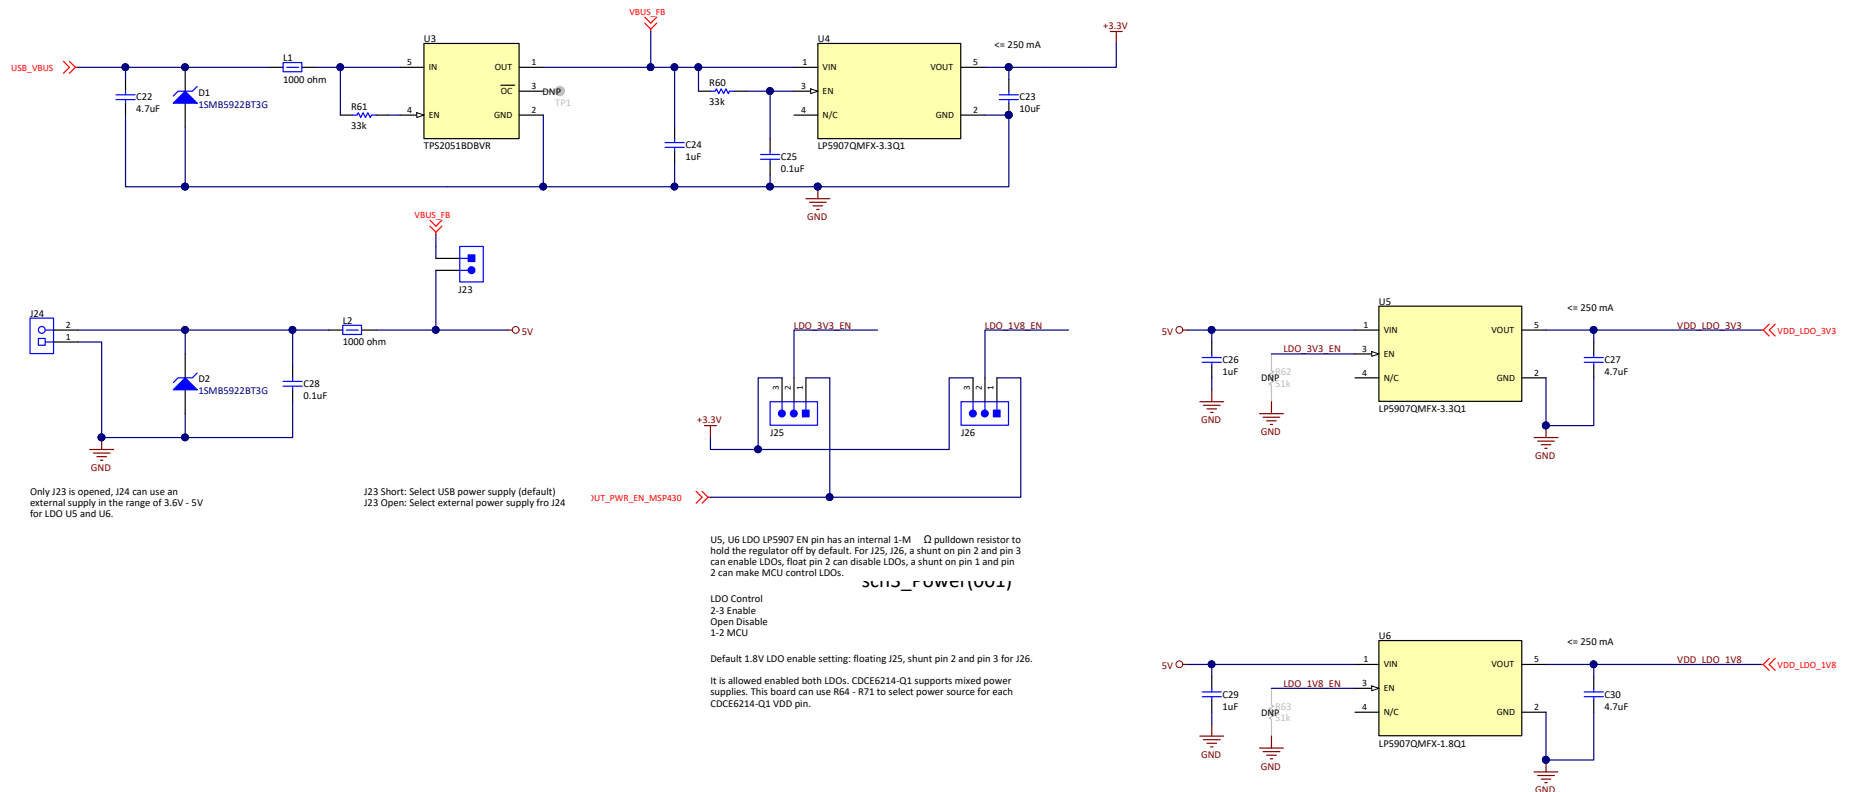 VBUS_FB
+3.3V
U3
U4
<= 250 mA
L1
USB_VBUS
5
IN
OUT
1
1
VIN
VOUT
5
1000 ohm
R60
D1
1SMB5922BT3G
OC
3
DNP
TP1
3
EN
C22
4.7uF
R61
33k
33k
C23
10uF
4
EN
GND
2
4
N/C
GND
2
TPS2051BDBVR
LP5907QMFX-3.3Q1
C24
1uF
C25
0.1uF
GND
VBUS_FB
J23
J24
2
1
L2
1000 ohm
5V
D2
1SMB5922BT3G
C28
0.1uF
GND
Only J23 is opened, J24 can use an
external supply in the range of 3.6V - 5V
for LDO U5 and U6.
J23 Short: Select USB power supply (default)
J23 Open: Select external power supply fro J24
LDO_3V3_EN
LDO_1V8_EN
3
2
1
3
2
1
J25
J26
+3.3V
UT_PWR_EN_MSP430
U5, U6 LDO LP5907 EN pin has an internal 1-M Ω pulldown resistor to
hold the regulator off by default. For J25, J26, a shunt on pin 2 and pin 3
can enable LDOs, float pin 2 can disable LDOs, a shunt on pin 1 and pin
2 can make MCU control LDOs.
LDO Control
2-3 Enable
Open Disable
1-2 MCU
Default 1.8V LDO enable setting: floating J25, shunt pin 2 and pin 3 for J26.
It is allowed enabled both LDOs. CDCE6214-Q1 supports mixed power
supplies. This board can use R64 - R71 to select power source for each
CDCE6214-Q1 VDD pin.
U5
<= 250 mA
5V
1
VIN
VOUT
5
VDD_LDO_3V3
VDD_LDO_3V3
LDO_3V3_EN
3
EN
C26
1uF
R62
51k
DNP
4
N/C
GND
2
C27
4.7uF
LP5907QMFX-3.3Q1
GND
GND
GND
U6
<= 250 mA
5V
1
VIN
VOUT
5
VDD_LDO_1V8
VDD_LDO_1V8
LDO_1V8_EN
3
EN
C29
1uF
R63
51k
DNP
4
N/C
GND
2
C30
4.7uF
LP5907QMFX-1.8Q1
GND
GND
GND